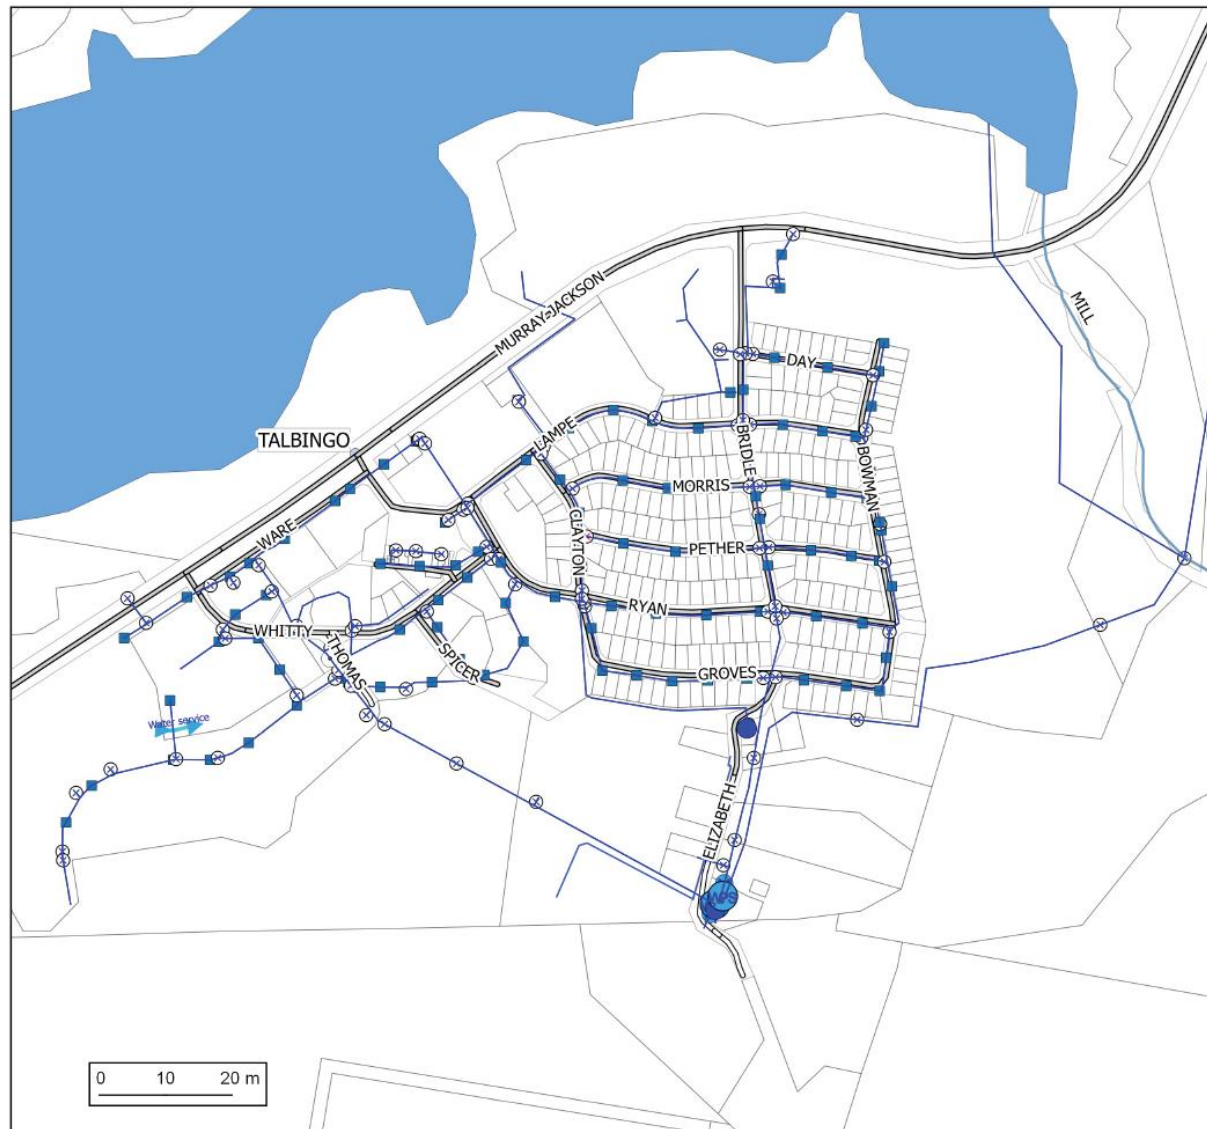 MURRAY-JACKSON
MILL
DAY
TALBINGO
LAMPE
BRIDLE
BOWMAN
MORRIS
WARE
CLAYTON
PETHER
RYAN
WHITTY
THOMAS
SPICER
GROVES
Water service
ELIZABETH
WPS
0 10 20 m